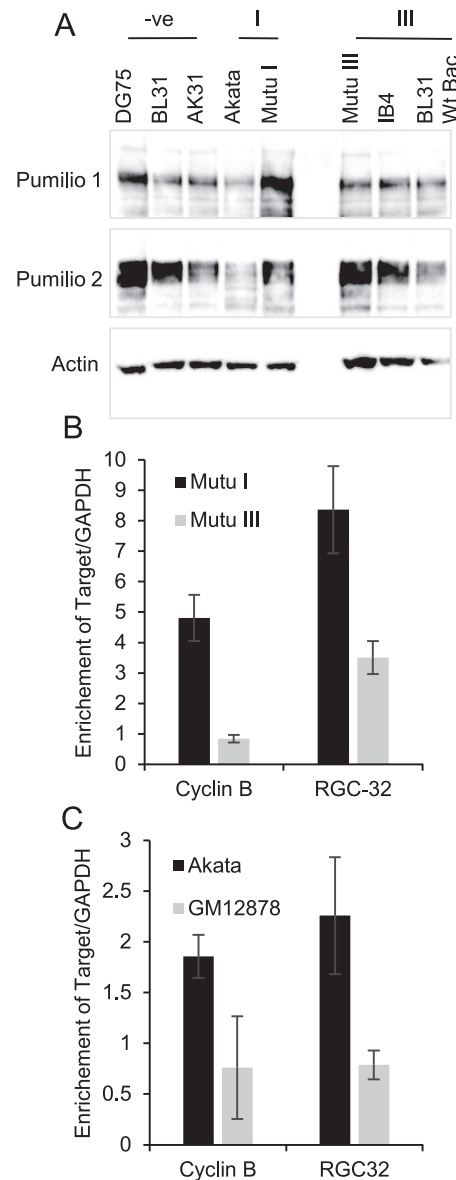 A
-ve I III
DG75
BL31
AK31
Akata
Mutu I
Mutu III
IB4
BL31
Wt Bac
Pumilio 1
Pumilio 2
Actin
B
Enrichement of Target/GAPDH
10
9
8
7
6
5
4
3
2
1
0
Mutu I
Mutu III
Cyclin B RGC-32
C
Enrichment of Target/GAPDH
3
2.5
2
1.5
1
0.5
0
Akata
GM12878
Cyclin B RGC32